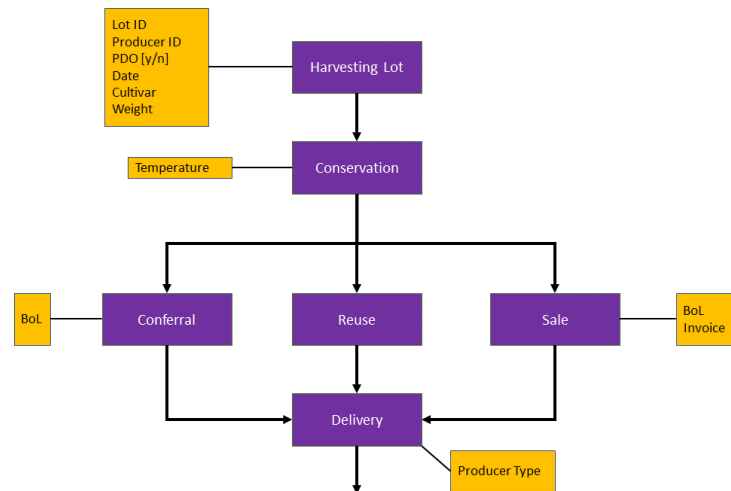 Lot ID
Producer ID
PDO [y/n]
Date
Cultivar
Weight
Harvesting Lot
Temperature
Conservation
BoL
Conferral
Reuse
Sale
BoL
Invoice
Delivery
Producer Type